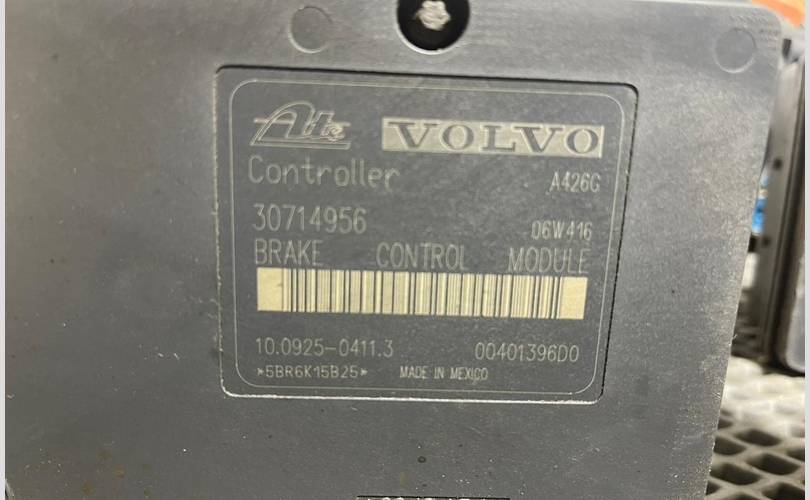 Ate VOLVO
Controller A426G
30714956 06W416
BRAKE CONTROL MODULE
10.0925-0411.3 00401396D0
*5BR6K15B25* MADE IN MEXICO